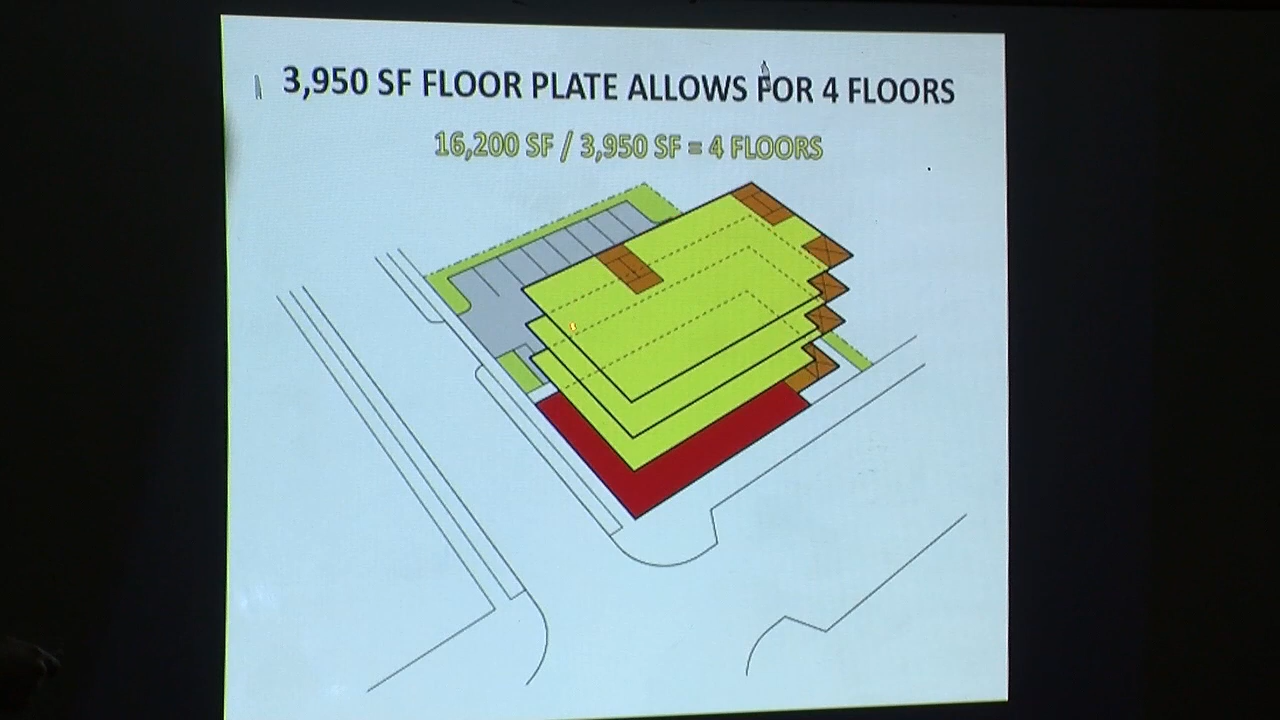 3,950 SF FLOOR PLATE ALLOWS FOR 4 FLOORS
16,200 SF / 3,950 SF = 4 FLOORS